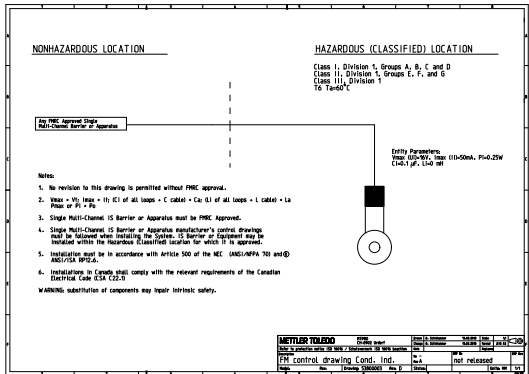 NONHAZARDOUS LOCATION
HAZARDOUS (CLASSIFIED) LOCATION
Class I, Division 1, Groups A, B, C and D
Class II, Division 1, Groups E, F, and G
Class III, Division 1
T6 Ta=60°C
Any FMRC Approved Single
Multi-Channel Barrier or Apparatus
Entity Parameters:
Vmax (Ui)=16V, Imax (Ii)=50mA, Pi=0.25W
Ci=0.1 µF, Li=0 mH
Notes:
1. No revision to this drawing is permitted without FMRC approval.
2. Vmax > Vt; Imax > It; (Ci of all loops + C cable) < Ca; (Li of all loops + L cable) < La
Pmax or Pi > Po
3. Single Multi-Channel IS Barrier or Apparatus must be FMRC Approved.
4. Single Multi-Channel IS Barrier or Apparatus manufacturer's control drawings
must be followed when installing the System. IS Barrier or Equipment may be
installed within the Hazardous (Classified) location for which it is approved.
5. Installation must be in accordance with Article 500 of the NEC (ANSI/NFPA 70) and
ANSI/ISA RP12.6.
6. Installations in Canada shall comply with the relevant requirements of the Canadian
Electrical Code (CSA C22.1)
WARNING: substitution of components may impair intrinsic safety.
METTLER TOLEDO
CH-8902 Urdorf
FM control drawing Cond. Ind.
not released
Drawing 53800003 Rev. D
Status:
1/1